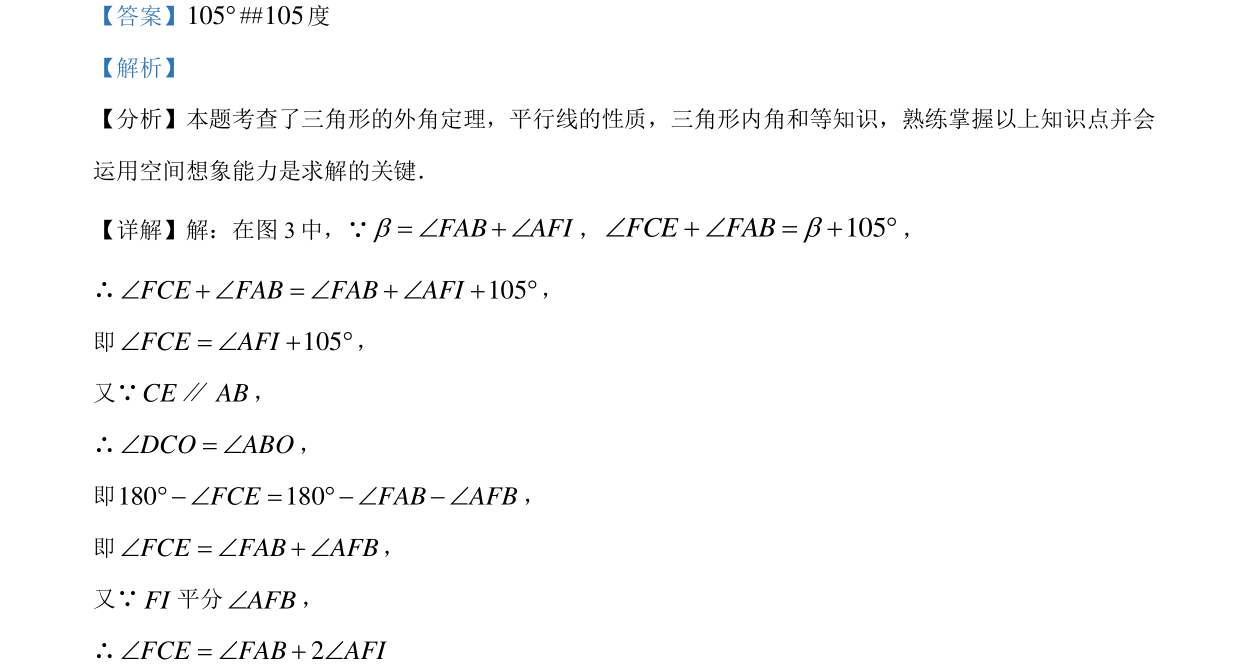 【答案】105°##105度
【解析】
【分析】本题考查了三角形的外角定理，平行线的性质，三角形内角和等知识，熟练掌握以上知识点并会
运用空间想象能力是求解的关键．
【详解】解：在图 3 中，∵β=∠FAB+∠AFI，∠FCE+∠FAB=β+105°，
∴∠FCE+∠FAB=∠FAB+∠AFI+105°，
即∠FCE=∠AFI+105°，
又∵CE∥AB，
∴∠DCO=∠ABO，
即180°−∠FCE=180°−∠FAB−∠AFB，
即∠FCE=∠FAB+∠AFB，
又∵FI平分∠AFB，
∴∠FCE=∠FAB+2∠AFI